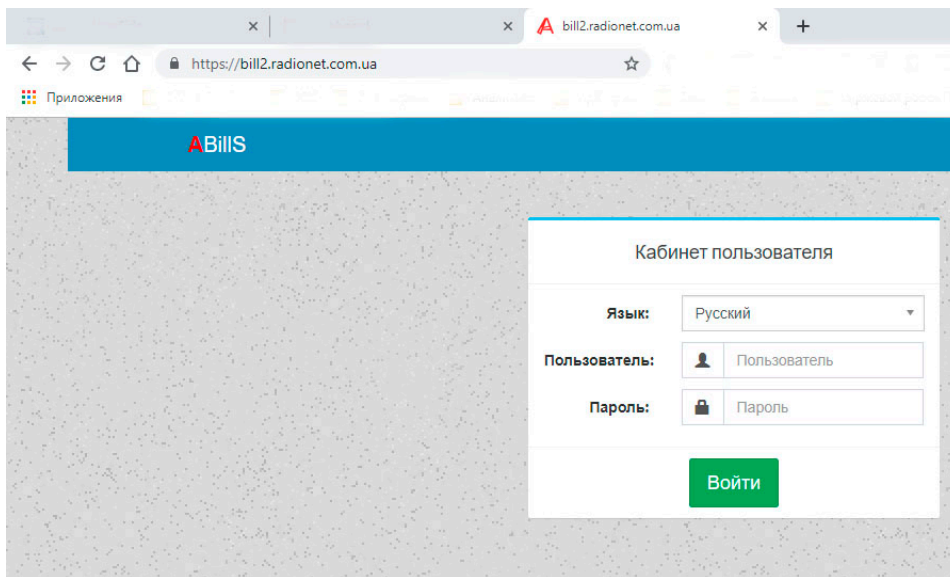 bill2.radionet.com.ua
https://bill2.radionet.com.ua
Приложения
ABillS
Кабинет пользователя
Язык: Русский
Пользователь: Пользователь
Пароль: Пароль
Войти